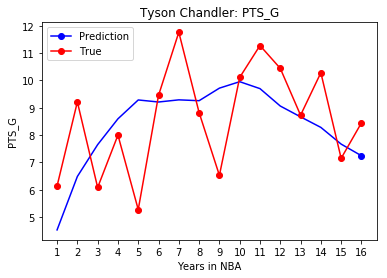 Tyson Chandler: PTS_G
Prediction
True
PTS_G
12
11
10
9
8
7
6
5
1 2 3 4 5 6 7 8 9 10 11 12 13 14 15 16
Years in NBA